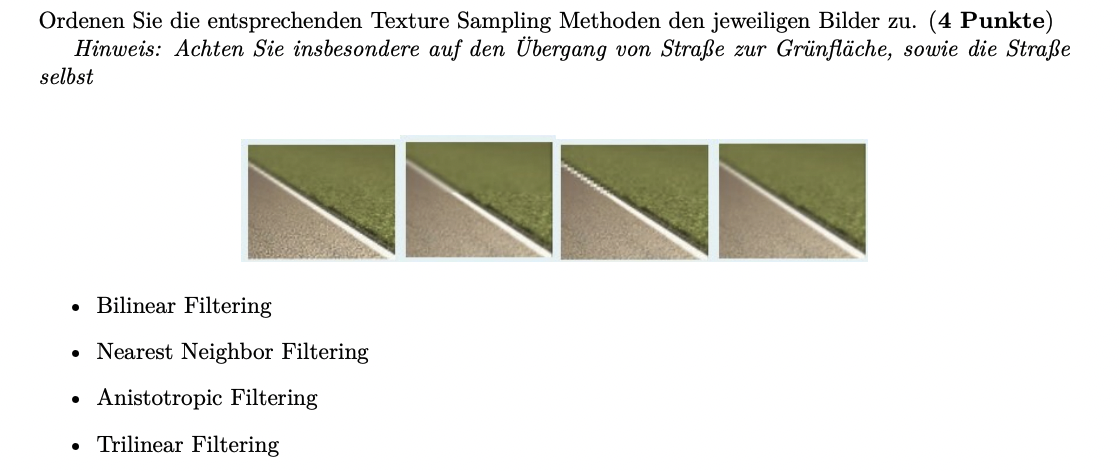 Ordenen Sie die entsprechenden Texture Sampling Methoden den jeweiligen Bilder zu. (4 Punkte)
Hinweis: Achten Sie insbesondere auf den Übergang von Straße zur Grünfläche, sowie die Straße
selbst
• Bilinear Filtering
• Nearest Neighbor Filtering
• Anistotropic Filtering
• Trilinear Filtering